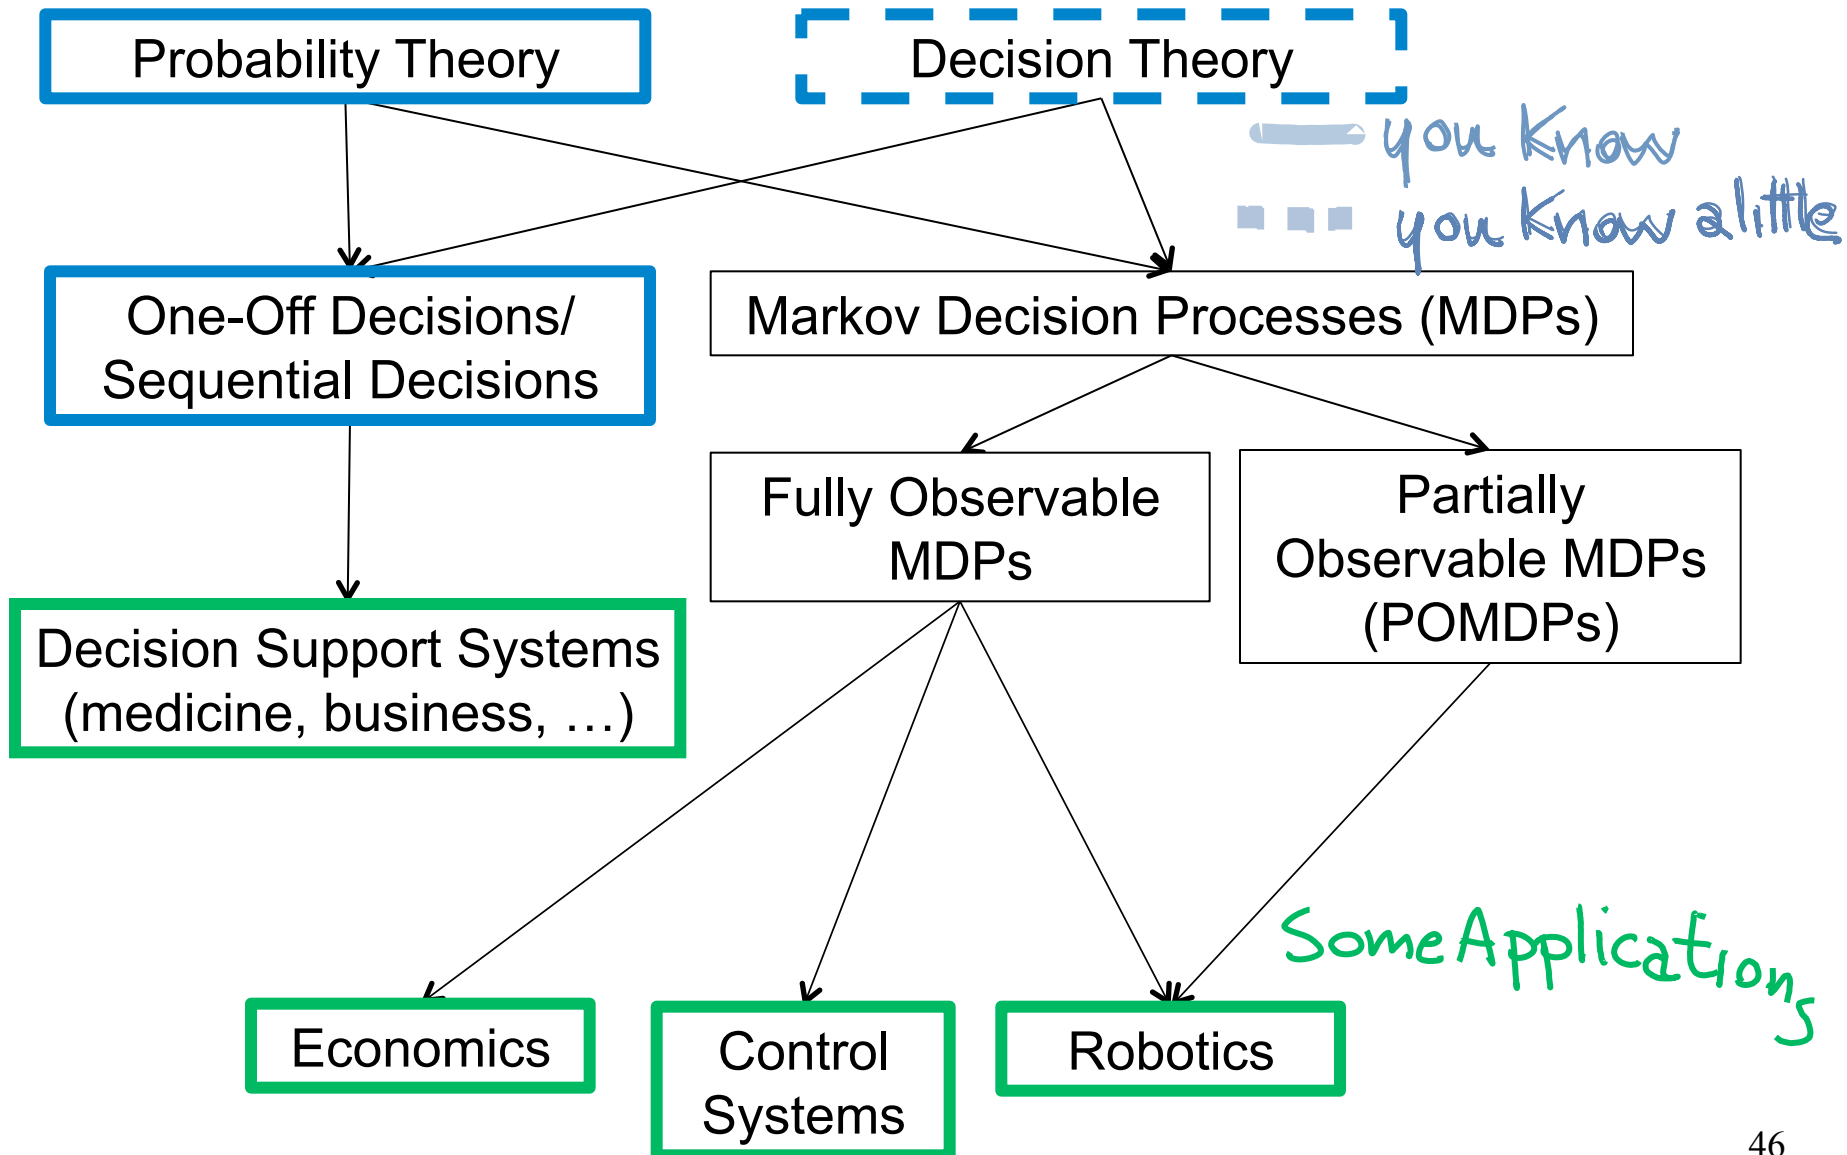 Probability Theory
Decision Theory
you know
you know a little
One-Off Decisions/
Sequential Decisions
Markov Decision Processes (MDPs)
Fully Observable
MDPs
Partially
Observable MDPs
(POMDPs)
Decision Support Systems
(medicine, business, …)
Some Applications
Economics
Control
Systems
Robotics
46